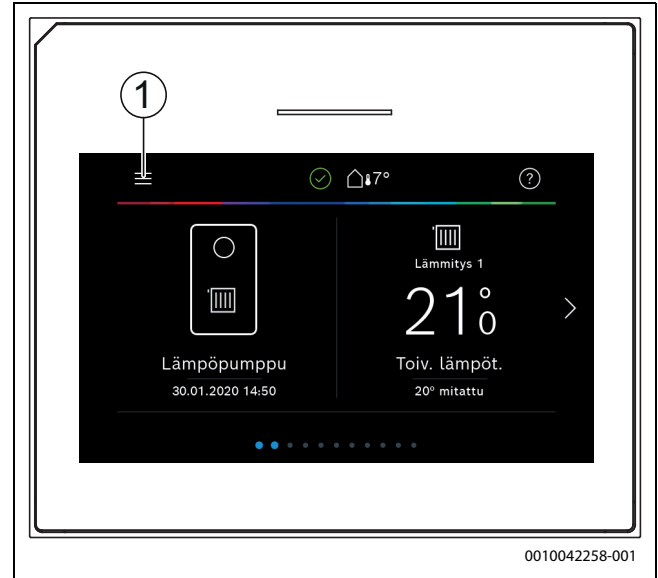 1
7°
?
Lämmitys 1
21°0
Lämpöpumppu
Toiv. lämpöt.
30.01.2020 14:50
20° mitattu
0010042258-001